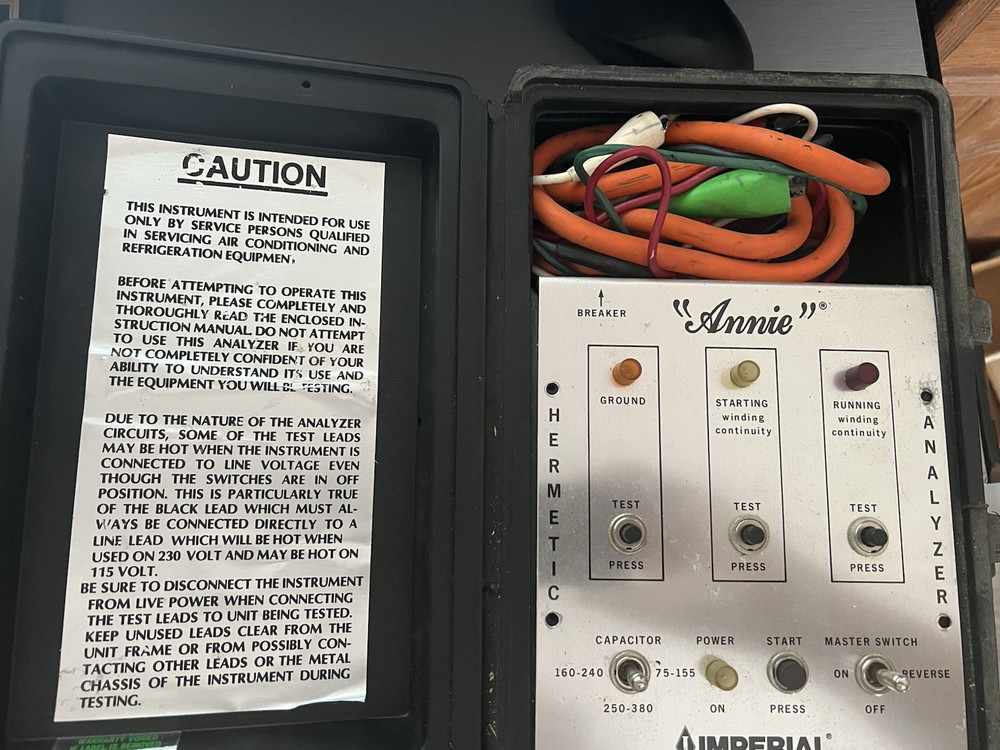 CAUTION
THIS INSTRUMENT IS INTENDED FOR USE
ONLY BY SERVICE PERSONS QUALIFIED
IN SERVICING AIR CONDITIONING AND
REFRIGERATION EQUIPMEN,
BEFORE ATTEMPTING TO OPERATE THIS
INSTRUMENT, PLEASE COMPLETELY AND
THOROUGHLY READ THE ENCLOSED IN-
STRUCTION MANUAL. DO NOT ATTEMPT
TO USE THIS ANALYZER IF YOU ARE
NOT COMPLETELY CONFIDENT OF YOUR
ABILITY TO UNDERSTAND ITS USE AND
THE EQUIPMENT YOU WILL BE TESTING.
DUE TO THE NATURE OF THE ANALYZER
CIRCUITS, SOME OF THE TEST LEADS
MAY BE HOT WHEN THE INSTRUMENT IS
CONNECTED TO LINE VOLTAGE EVEN
THOUGH THE SWITCHES ARE IN OFF
POSITION. THIS IS PARTICULARLY TRUE
OF THE BLACK LEAD WHICH MUST AL-
WAYS BE CONNECTED DIRECTLY TO A
LINE LEAD WHICH WILL BE HOT WHEN
USED ON 230 VOLT AND MAY BE HOT ON
115 VOLT.
BE SURE TO DISCONNECT THE INSTRUMENT
FROM LIVE POWER WHEN CONNECTING
THE TEST LEADS TO UNIT BEING TESTED.
KEEP UNUSED LEADS CLEAR FROM THE
UNIT FRAME OR FROM POSSIBLY CON-
TACTING OTHER LEADS OR THE METAL
CHASSIS OF THE INSTRUMENT DURING
TESTING.
WARRANTY VOIDED
IF LABEL IS REMOVED
BREAKER
"Annie"®
HERMETIC
ANALYZER
GROUND
TEST
PRESS
STARTING
winding
continuity
TEST
PRESS
RUNNING
winding
continuity
TEST
PRESS
CAPACITOR
160-240 75-155
250-380
POWER
ON
START
PRESS
MASTER SWITCH
ON REVERSE
OFF
IMPERIAL®